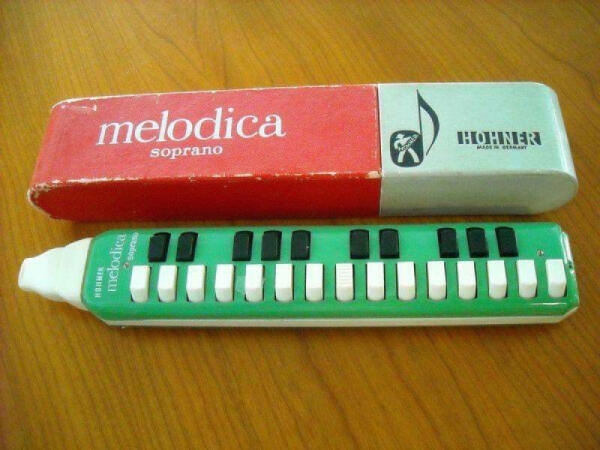 melodica
soprano
HOHNER
MADE IN GERMANY
HOHNER
melodica
soprano